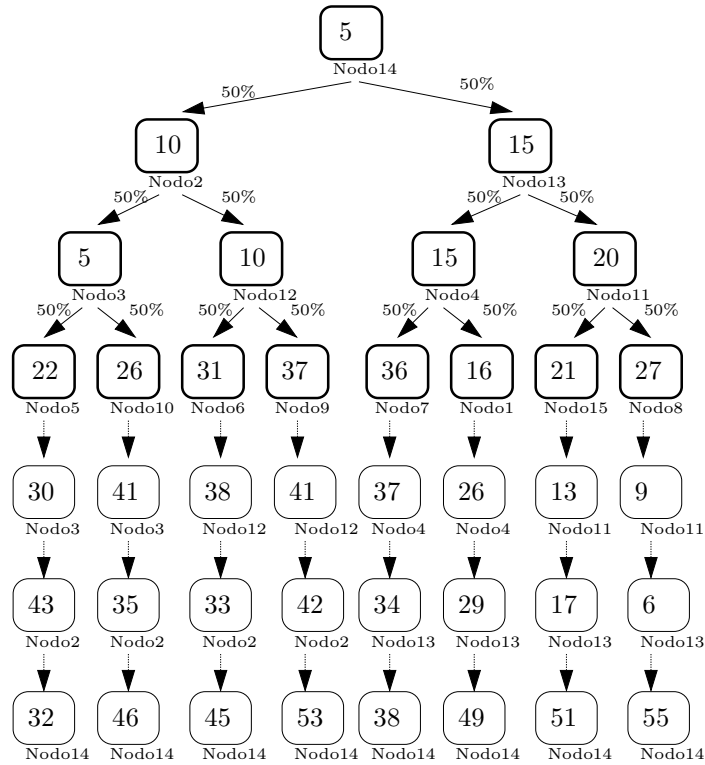 5
Nodo14
50% 50%
10 15
Nodo2 Nodo13
50% 50% 50% 50%
5 10 15 20
Nodo3 Nodo12 Nodo4 Nodo11
50% 50% 50% 50% 50% 50% 50% 50%
22 26 31 37 36 16 21 27
Nodo5 Nodo10 Nodo6 Nodo9 Nodo7 Nodo1 Nodo15 Nodo8
30 41 38 41 37 26 13 9
Nodo3 Nodo3 Nodo12 Nodo12 Nodo4 Nodo4 Nodo11 Nodo11
43 35 33 42 34 29 17 6
Nodo2 Nodo2 Nodo2 Nodo2 Nodo13 Nodo13 Nodo13 Nodo13
32 46 45 53 38 49 51 55
Nodo14 Nodo14 Nodo14 Nodo14 Nodo14 Nodo14 Nodo14 Nodo14